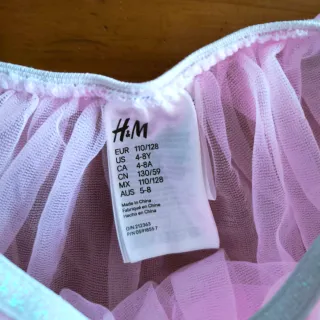 H&M
EUR 110/128
US 4-8Y
CA 4-8A
CN 130/59
MX 110/128
AUS 5-8
Made in China
Fabriqué en Chine
Hecho en China